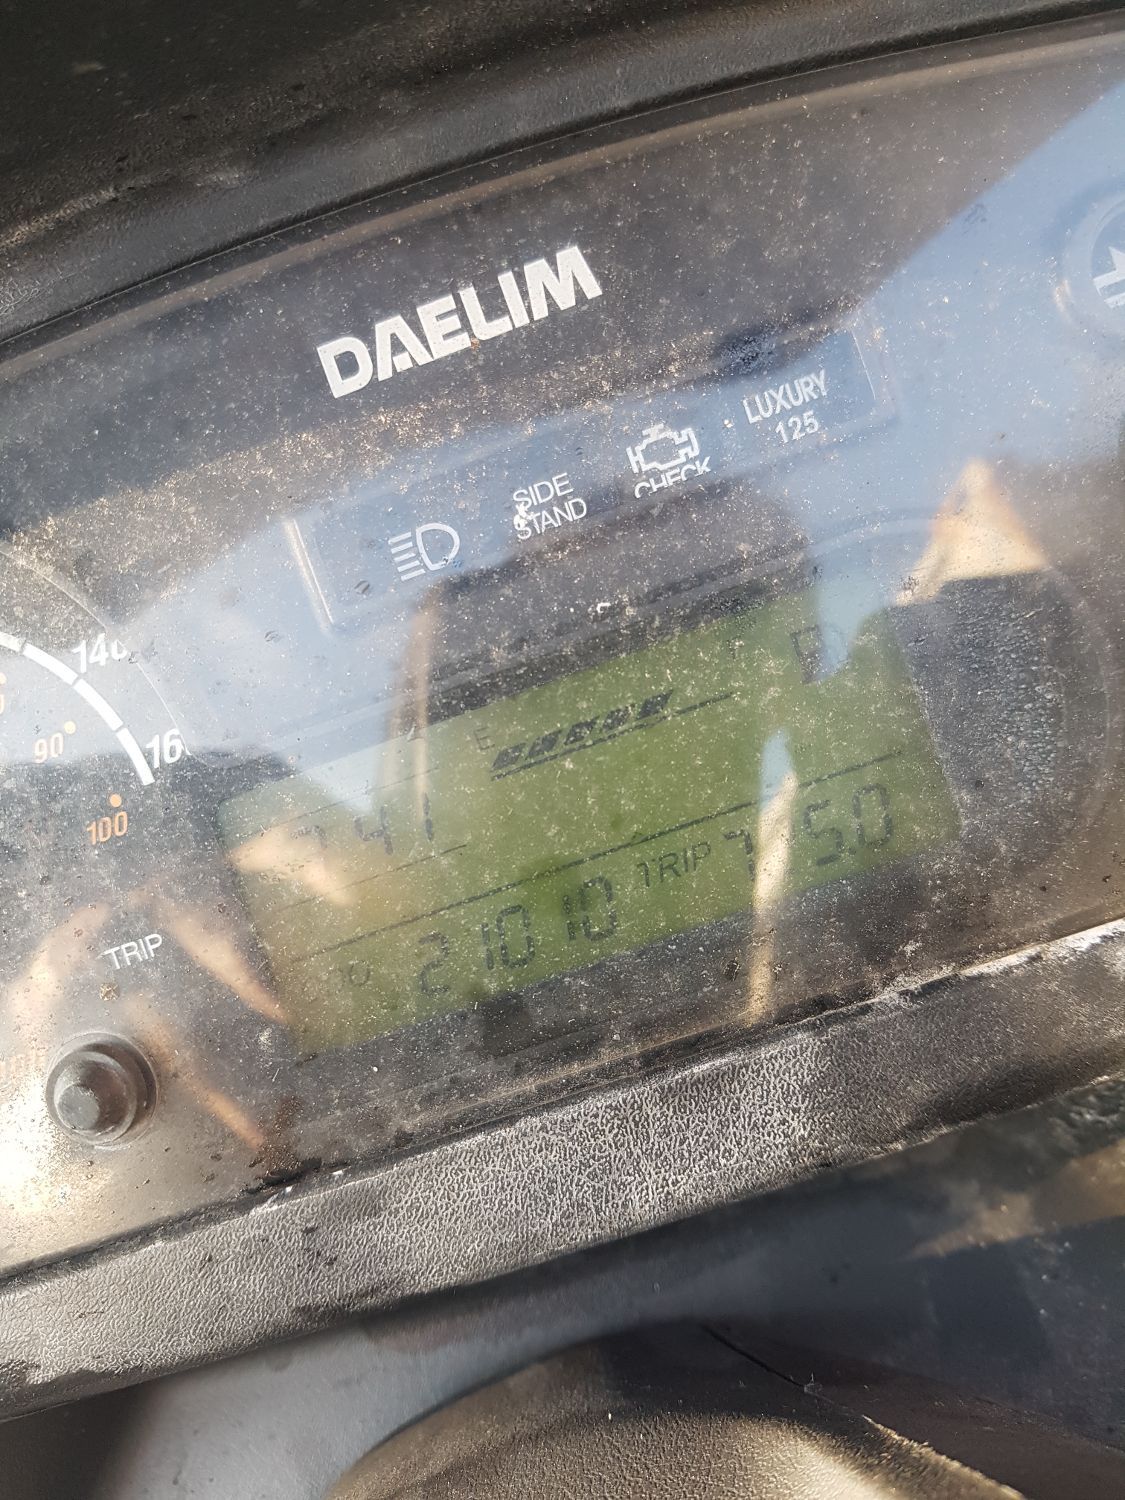 DAELIM
LUXURY
125
CHECK
SIDE
STAND
140
160
90
100
E
TRIP
21010
TRIP